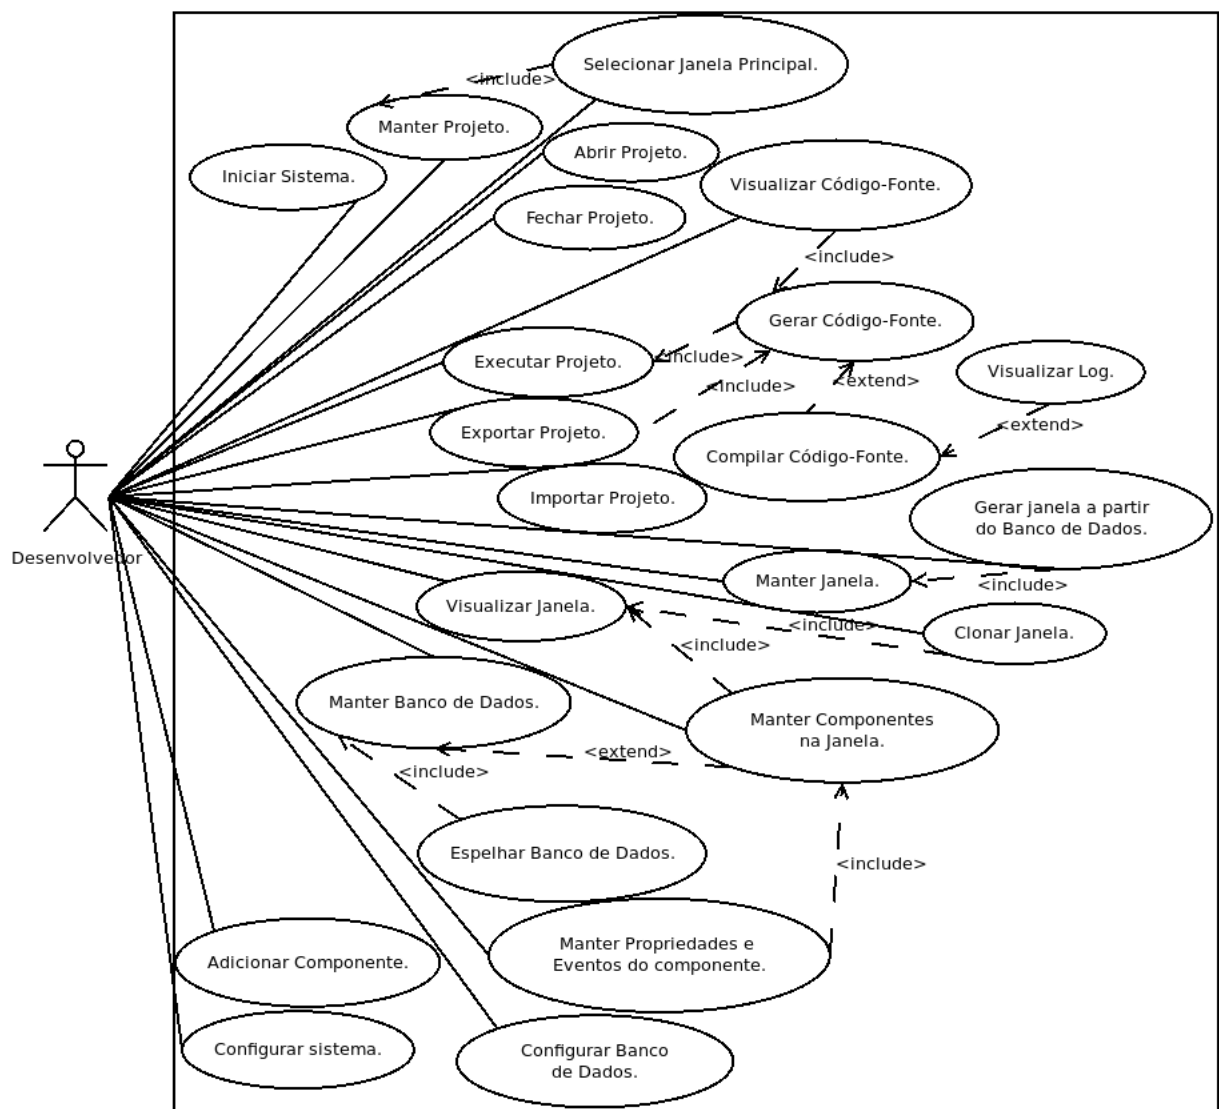 Selecionar Janela Principal.
<include>
Manter Projeto.
Abrir Projeto.
Iniciar Sistema.
Visualizar Código-Fonte.
Fechar Projeto.
<include>
Gerar Código-Fonte.
<include>
Executar Projeto.
Visualizar Log.
<extend>
<include>
<extend>
Exportar Projeto.
Compilar Código-Fonte.
Importar Projeto.
Gerar janela a partir
do Banco de Dados.
Desenvolvedor
Manter Janela.
<include>
Visualizar Janela.
<include>
Clonar Janela.
<include>
Manter Banco de Dados.
Manter Componentes
na Janela.
<extend>
<include>
Espelhar Banco de Dados.
<include>
Manter Propriedades e
Eventos do componente.
Adicionar Componente.
Configurar sistema.
Configurar Banco
de Dados.